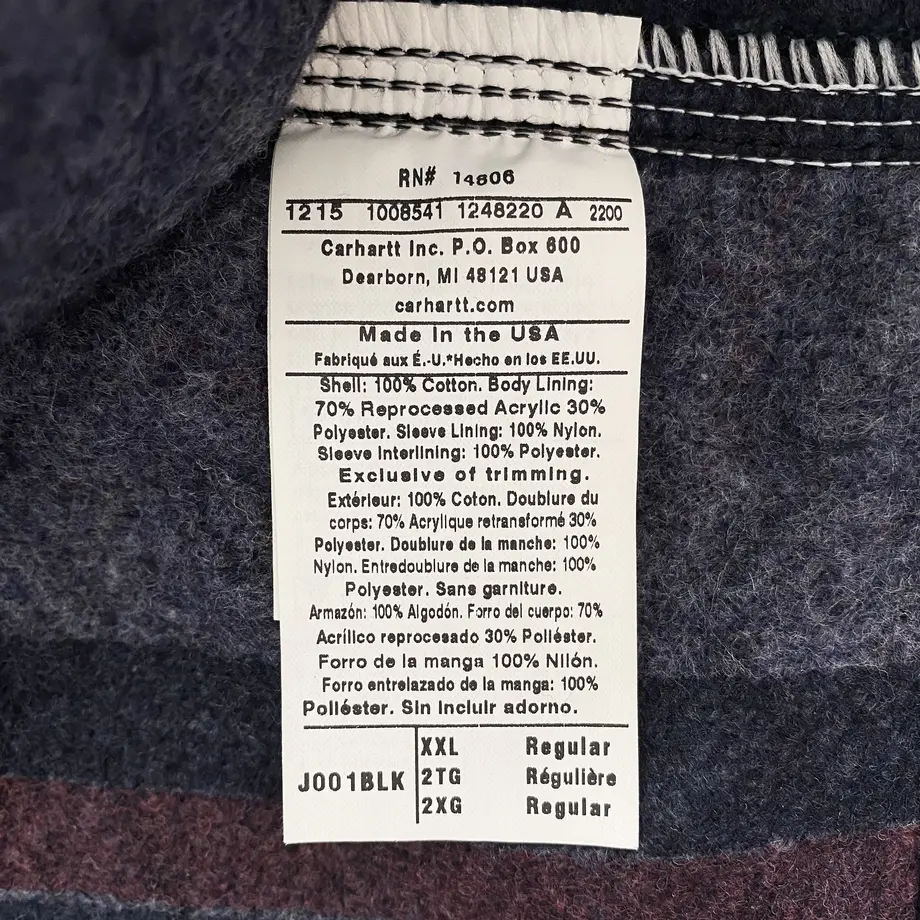 RN# 14806
1215 1008541 1248220 A 2200
Carhartt Inc. P.O. Box 600
Dearborn, MI 48121 USA
carhartt.com
Made in the USA
Fabriqué aux É.-U.*Hecho en los EE.UU.
Shell: 100% Cotton. Body Lining:
70% Reprocessed Acrylic 30%
Polyester. Sleeve Lining: 100% Nylon.
Sleeve Interlining: 100% Polyester.
Exclusive of trimming.
Extérieur: 100% Coton. Doublure du
corps: 70% Acrylique retransformé 30%
Polyester. Doublure de la manche: 100%
Nylon. Entredoublure de la manche: 100%
Polyester. Sans garniture.
Armazón: 100% Algodón. Forro del cuerpo: 70%
Acrílico reprocesado 30% Poliéster.
Forro de la manga 100% Nilón.
Forro entrelazado de la manga: 100%
Poliéster. Sin incluir adorno.
J001BLK
XXL Regular
2TG Régulière
2XG Regular